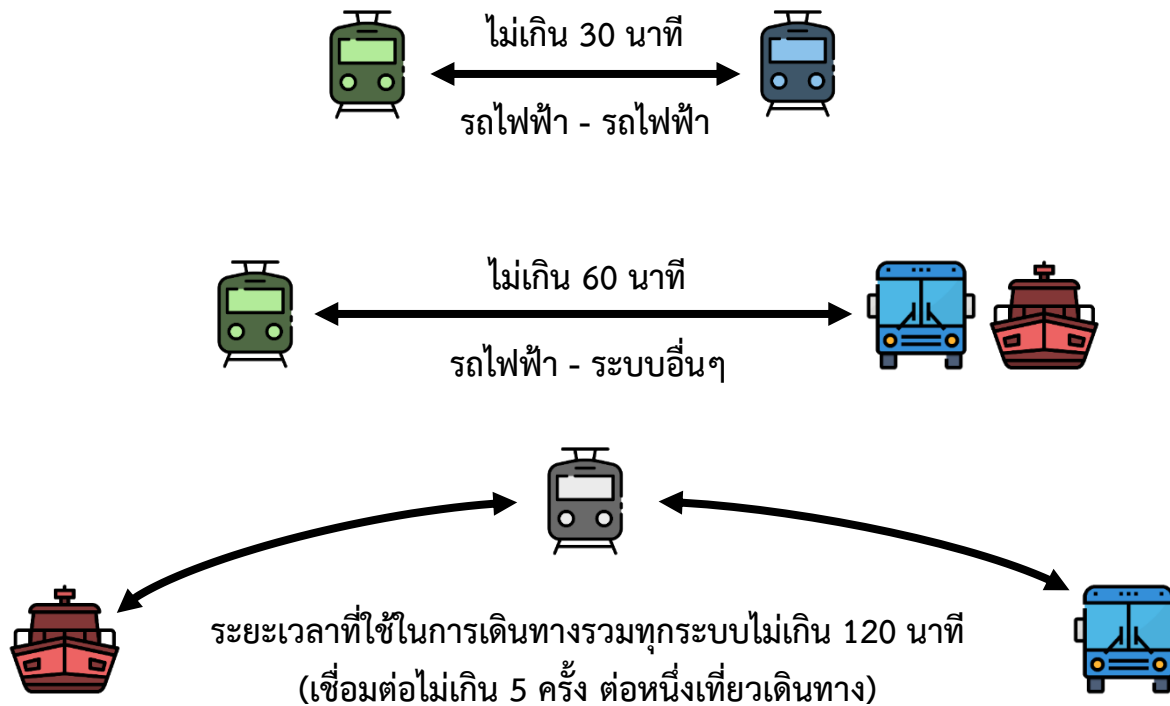 ไม่เกิน 30 นาที
รถไฟฟ้า - รถไฟฟ้า
ไม่เกิน 60 นาที
รถไฟฟ้า - ระบบอื่นๆ
ระยะเวลาที่ใช้ในการเดินทางรวมทุกระบบไม่เกิน 120 นาที
(เชื่อมต่อไม่เกิน 5 ครั้ง ต่อหนึ่งเที่ยวเดินทาง)